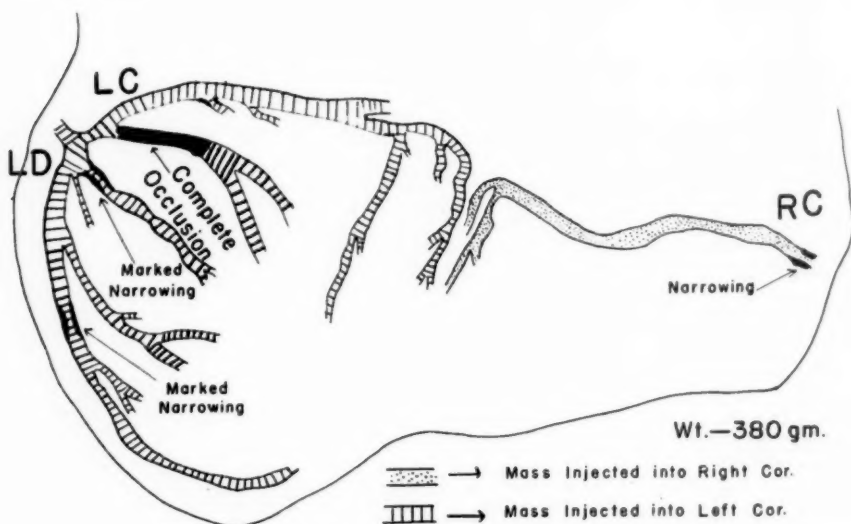 LC
LD
Complete
Occlusion
Marked
Narrowing
Marked
Narrowing
RC
Narrowing
Wt.—380 gm.
Mass Injected into Right Cor.
Mass Injected into Left Cor.